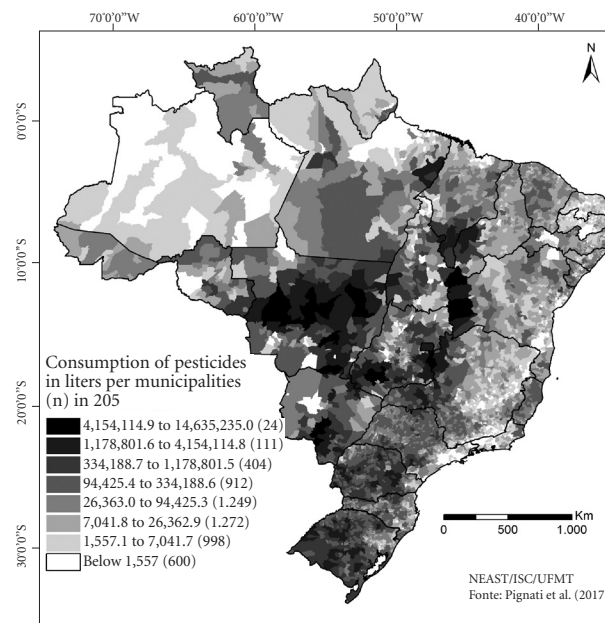 70°0'0"W 60°0'0"W 50°0'0"W 40°0'0"W
N
0°0'0"S
10°0'0"S
20°0'0"S
30°0'0"S
Consumption of pesticides
in liters per municipalities
(n) in 205
4,154,114.9 to 14,635,235.0 (24)
1,178,801.6 to 4,154,114.8 (111)
334,188.7 to 1,178,801.5 (404)
94,425.4 to 334,188.6 (912)
26,363.0 to 94,425.3 (1.249)
7,041.8 to 26,362.9 (1.272)
1,557.1 to 7,041.7 (998)
Below 1,557 (600)
Km
0 500 1.000
NEAST/ISC/UFMT
Fonte: Pignati et al. (2017